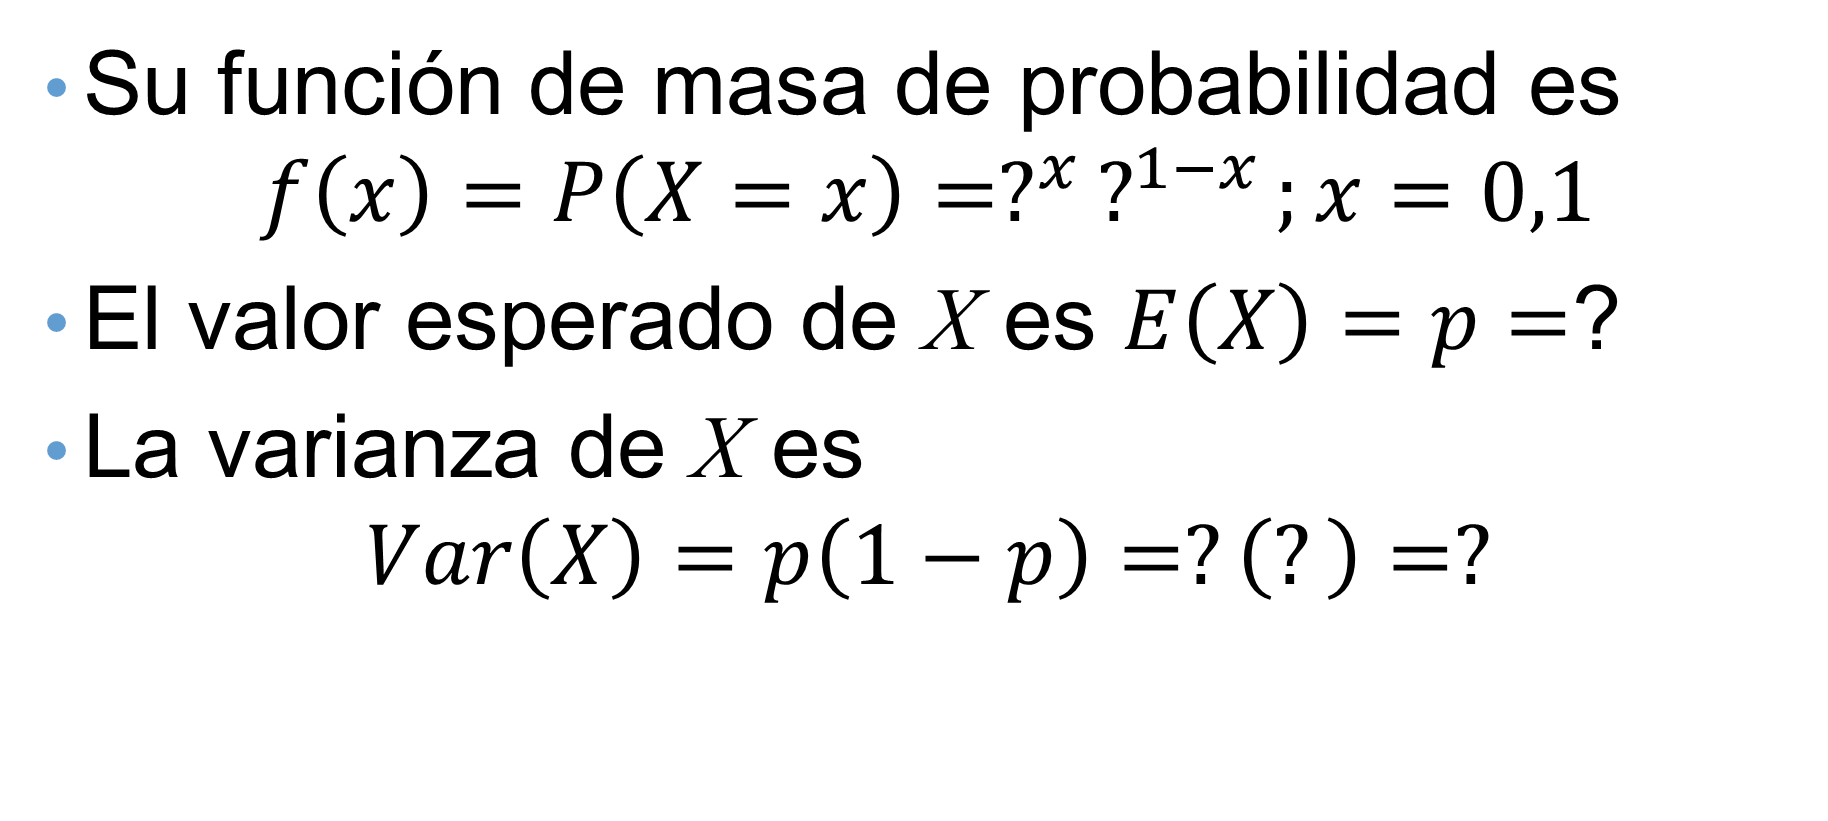 • Su función de masa de probabilidad es
f(x) = P(X = x) =?ˣ ?¹⁻ˣ ; x = 0,1
• El valor esperado de X es E(X) = p =?
• La varianza de X es
Var(X) = p(1 − p) =? (? ) =?